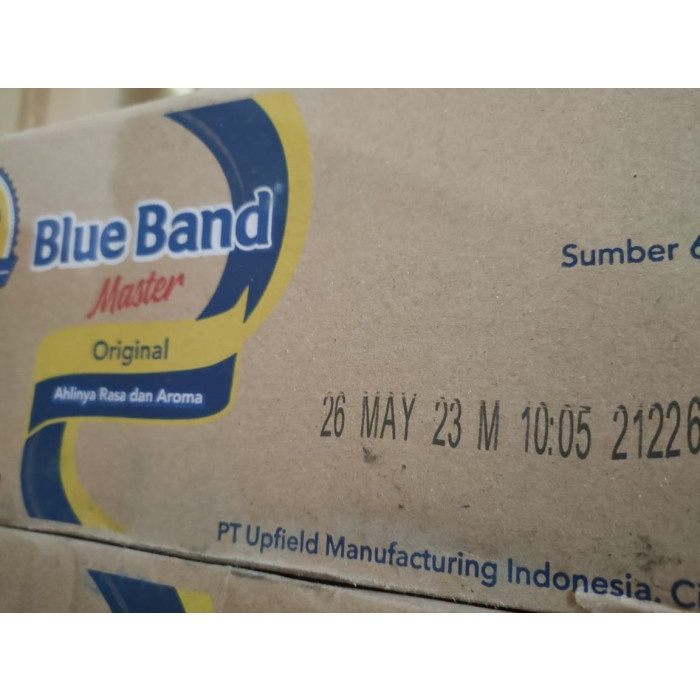 Blue Band
Master
Original
Ahlinya Rasa dan Aroma
Sumber
26 MAY 23 M 10:05 21226
PT Upfield Manufacturing Indonesia.